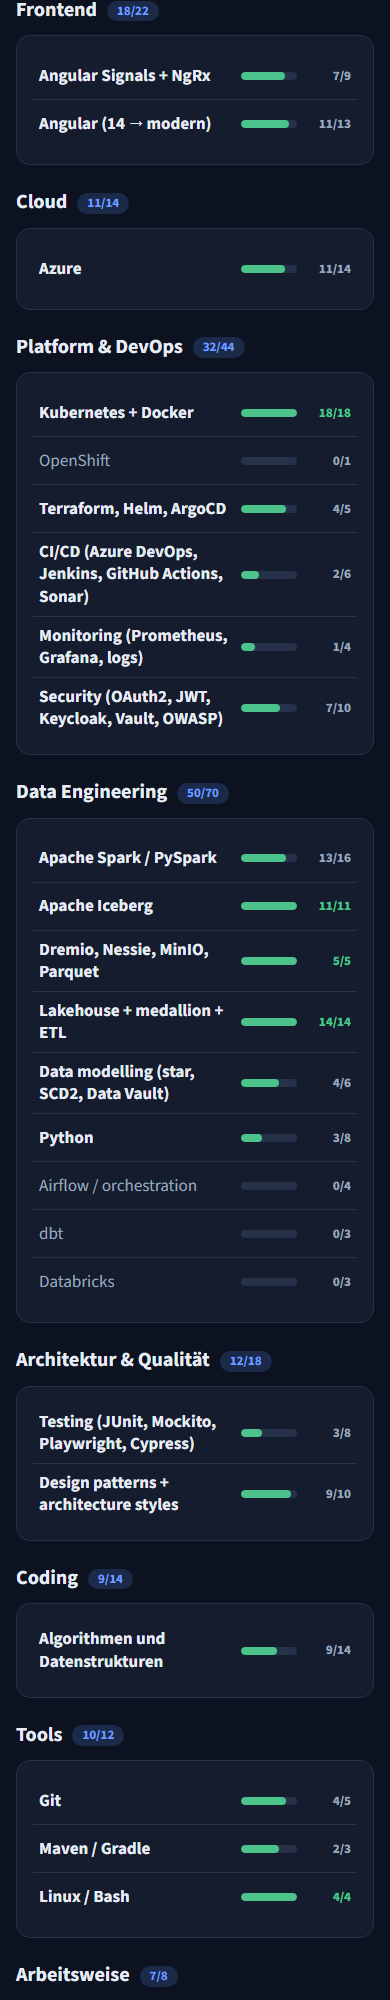 Frontend 18/22
Angular Signals + NgRx 7/9
Angular (14 → modern) 11/13
Cloud 11/14
Azure 11/14
Platform & DevOps 32/44
Kubernetes + Docker 18/18
OpenShift 0/1
Terraform, Helm, ArgoCD 4/5
CI/CD (Azure DevOps,
Jenkins, GitHub Actions, 2/6
Sonar)
Monitoring (Prometheus, 1/4
Grafana, logs)
Security (OAuth2, JWT, 7/10
Keycloak, Vault, OWASP)
Data Engineering 50/70
Apache Spark / PySpark 13/16
Apache Iceberg 11/11
Dremio, Nessie, MinIO, 5/5
Parquet
Lakehouse + medallion + 14/14
ETL
Data modelling (star, 4/6
SCD2, Data Vault)
Python 3/8
Airflow / orchestration 0/4
dbt 0/3
Databricks 0/3
Architektur & Qualität 12/18
Testing (JUnit, Mockito, 3/8
Playwright, Cypress)
Design patterns + 9/10
architecture styles
Coding 9/14
Algorithmen und 9/14
Datenstrukturen
Tools 10/12
Git 4/5
Maven / Gradle 2/3
Linux / Bash 4/4
Arbeitsweise 7/8